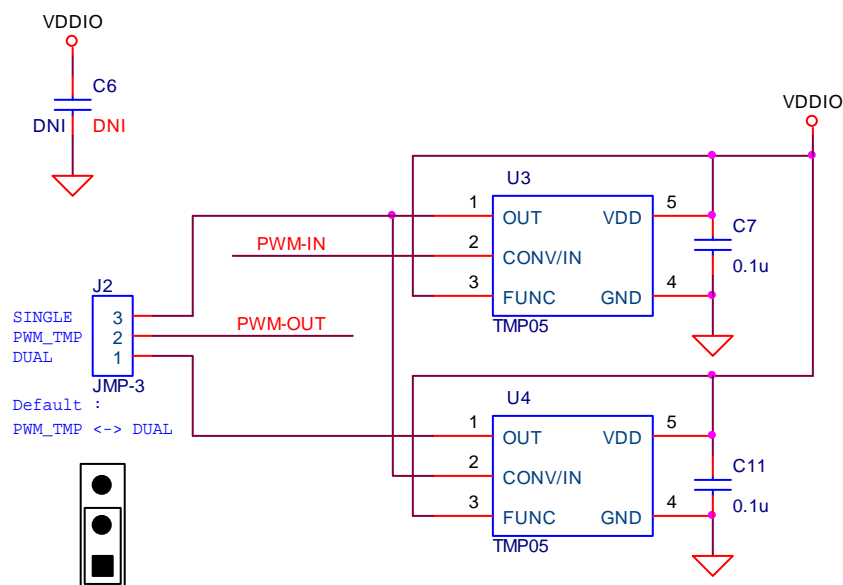 VDDIO
C6
DNI DNI
VDDIO
U3
1 OUT VDD 5
PWM-IN
2 CONV/IN
C7
0.1u
3 FUNC GND 4
TMP05
J2
SINGLE 3
PWM_TMP 2 PWM-OUT
DUAL 1
JMP-3
Default :
PWM_TMP <-> DUAL
U4
1 OUT VDD 5
2 CONV/IN
C11
0.1u
3 FUNC GND 4
TMP05